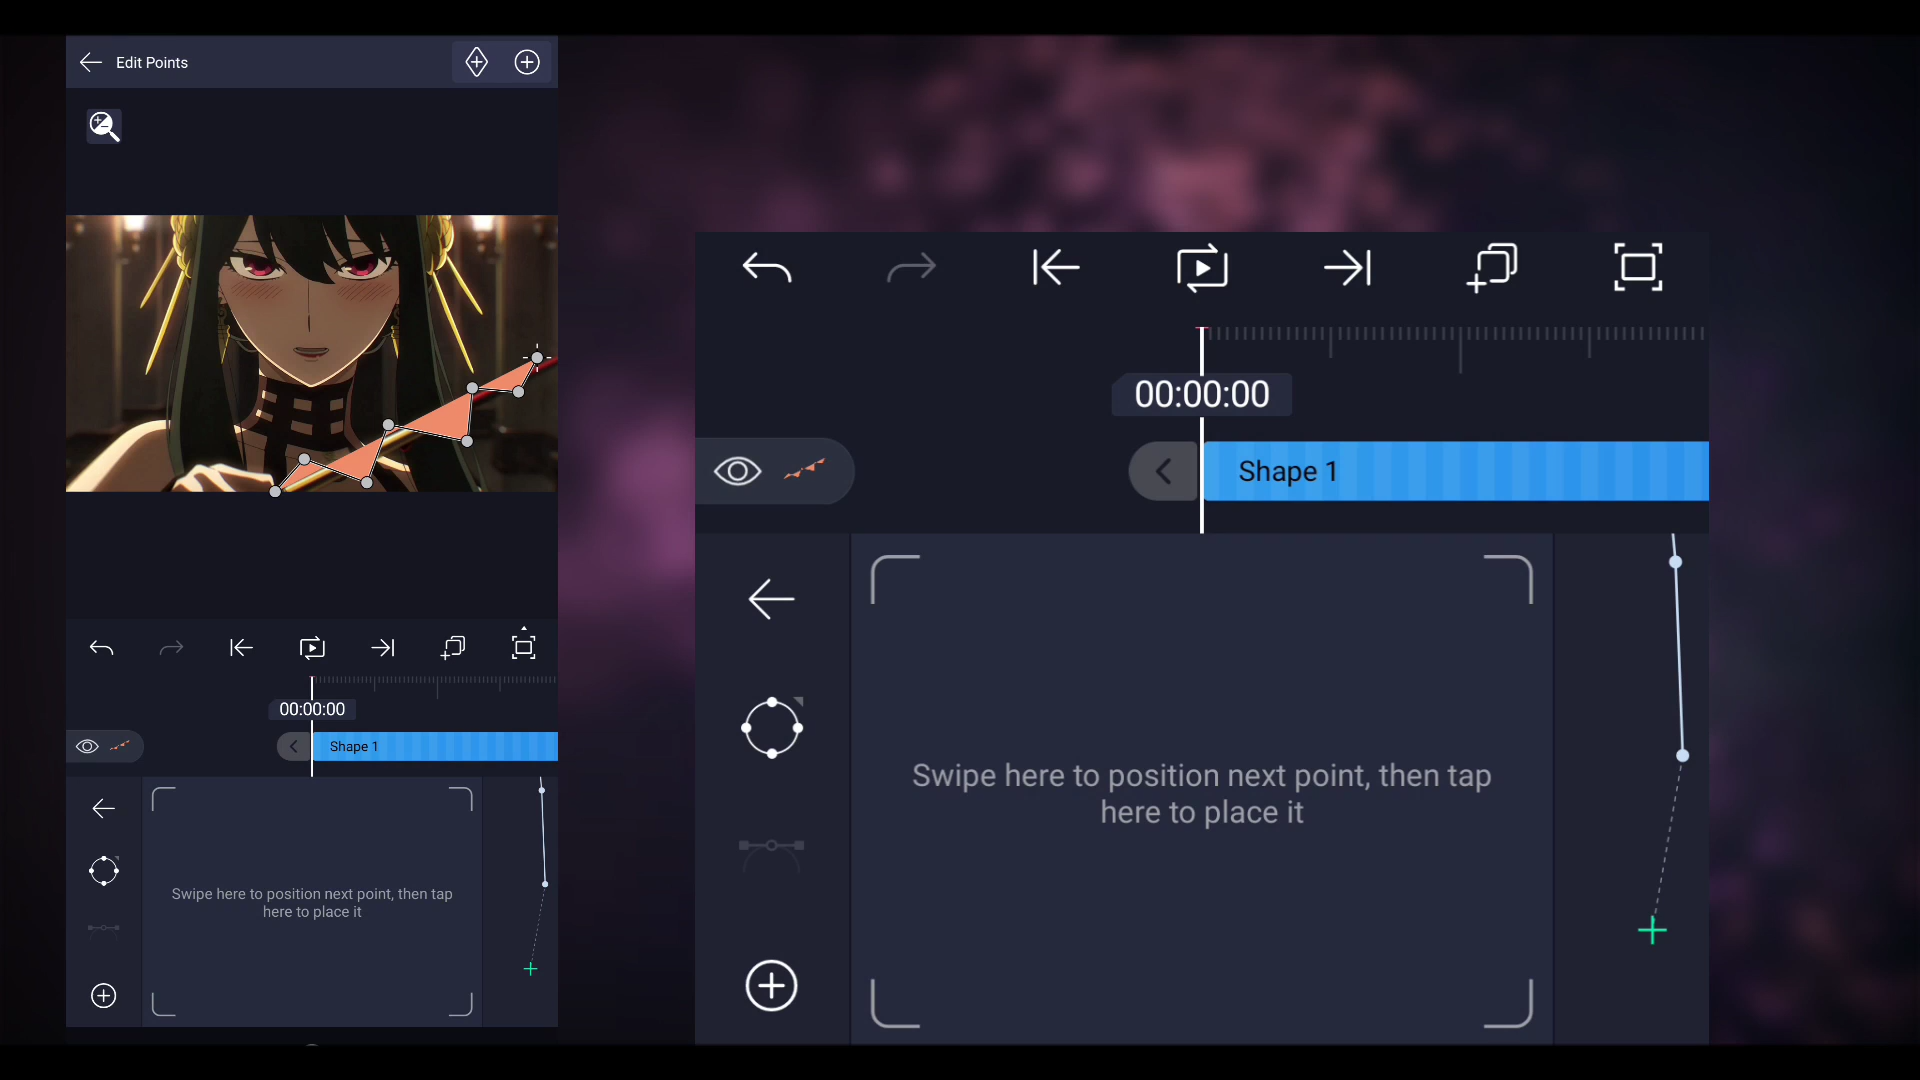 Edit Points
00:00:00
Shape 1
Swipe here to position next point, then tap
here to place it
00:00:00
Shape 1
Swipe here to position next point, then tap
here to place it